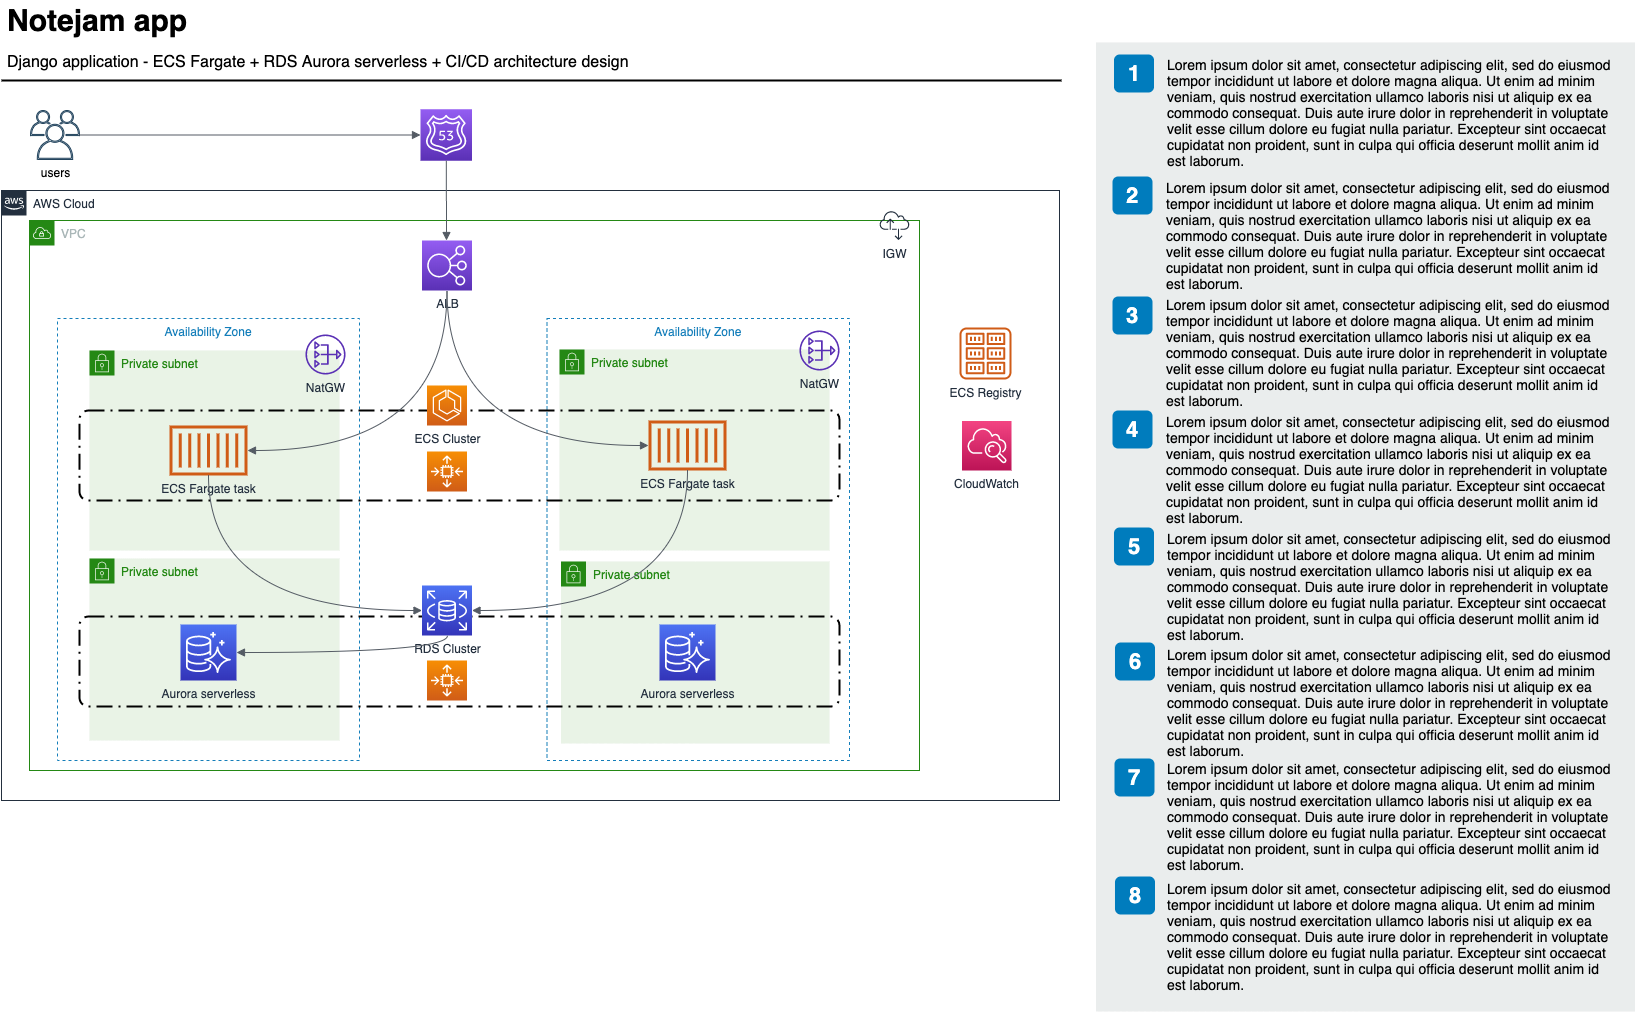 Notejam app
Django application - ECS Fargate + RDS Aurora serverless + CI/CD architecture design
users
53
aws
AWS Cloud
VPC
IGW
ALB
Availability Zone
Private subnet
NatGW
Availability Zone
Private subnet
NatGW
ECS Cluster
ECS Fargate task
ECS Fargate task
Private subnet
Private subnet
RDS Cluster
Aurora serverless
Aurora serverless
ECS Registry
CloudWatch
1
Lorem ipsum dolor sit amet, consectetur adipiscing elit, sed do eiusmod
tempor incididunt ut labore et dolore magna aliqua. Ut enim ad minim
veniam, quis nostrud exercitation ullamco laboris nisi ut aliquip ex ea
commodo consequat. Duis aute irure dolor in reprehenderit in voluptate
velit esse cillum dolore eu fugiat nulla pariatur. Excepteur sint occaecat
cupidatat non proident, sunt in culpa qui officia deserunt mollit anim id
est laborum.
2
Lorem ipsum dolor sit amet, consectetur adipiscing elit, sed do eiusmod
tempor incididunt ut labore et dolore magna aliqua. Ut enim ad minim
veniam, quis nostrud exercitation ullamco laboris nisi ut aliquip ex ea
commodo consequat. Duis aute irure dolor in reprehenderit in voluptate
velit esse cillum dolore eu fugiat nulla pariatur. Excepteur sint occaecat
cupidatat non proident, sunt in culpa qui officia deserunt mollit anim id
est laborum.
3
Lorem ipsum dolor sit amet, consectetur adipiscing elit, sed do eiusmod
tempor incididunt ut labore et dolore magna aliqua. Ut enim ad minim
veniam, quis nostrud exercitation ullamco laboris nisi ut aliquip ex ea
commodo consequat. Duis aute irure dolor in reprehenderit in voluptate
velit esse cillum dolore eu fugiat nulla pariatur. Excepteur sint occaecat
cupidatat non proident, sunt in culpa qui officia deserunt mollit anim id
est laborum.
4
Lorem ipsum dolor sit amet, consectetur adipiscing elit, sed do eiusmod
tempor incididunt ut labore et dolore magna aliqua. Ut enim ad minim
veniam, quis nostrud exercitation ullamco laboris nisi ut aliquip ex ea
commodo consequat. Duis aute irure dolor in reprehenderit in voluptate
velit esse cillum dolore eu fugiat nulla pariatur. Excepteur sint occaecat
cupidatat non proident, sunt in culpa qui officia deserunt mollit anim id
est laborum.
5
Lorem ipsum dolor sit amet, consectetur adipiscing elit, sed do eiusmod
tempor incididunt ut labore et dolore magna aliqua. Ut enim ad minim
veniam, quis nostrud exercitation ullamco laboris nisi ut aliquip ex ea
commodo consequat. Duis aute irure dolor in reprehenderit in voluptate
velit esse cillum dolore eu fugiat nulla pariatur. Excepteur sint occaecat
cupidatat non proident, sunt in culpa qui officia deserunt mollit anim id
est laborum.
6
Lorem ipsum dolor sit amet, consectetur adipiscing elit, sed do eiusmod
tempor incididunt ut labore et dolore magna aliqua. Ut enim ad minim
veniam, quis nostrud exercitation ullamco laboris nisi ut aliquip ex ea
commodo consequat. Duis aute irure dolor in reprehenderit in voluptate
velit esse cillum dolore eu fugiat nulla pariatur. Excepteur sint occaecat
cupidatat non proident, sunt in culpa qui officia deserunt mollit anim id
est laborum.
7
Lorem ipsum dolor sit amet, consectetur adipiscing elit, sed do eiusmod
tempor incididunt ut labore et dolore magna aliqua. Ut enim ad minim
veniam, quis nostrud exercitation ullamco laboris nisi ut aliquip ex ea
commodo consequat. Duis aute irure dolor in reprehenderit in voluptate
velit esse cillum dolore eu fugiat nulla pariatur. Excepteur sint occaecat
cupidatat non proident, sunt in culpa qui officia deserunt mollit anim id
est laborum.
8
Lorem ipsum dolor sit amet, consectetur adipiscing elit, sed do eiusmod
tempor incididunt ut labore et dolore magna aliqua. Ut enim ad minim
veniam, quis nostrud exercitation ullamco laboris nisi ut aliquip ex ea
commodo consequat. Duis aute irure dolor in reprehenderit in voluptate
velit esse cillum dolore eu fugiat nulla pariatur. Excepteur sint occaecat
cupidatat non proident, sunt in culpa qui officia deserunt mollit anim id
est laborum.